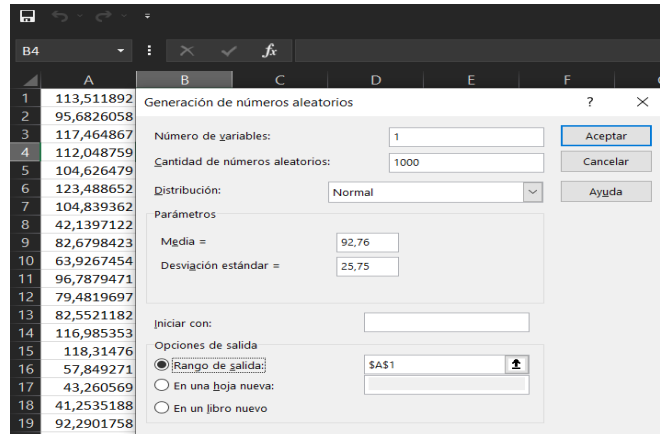 B4 fx
A B C D E F
1 113,511892
2 95,6826058
3 117,464867
4 112,048759
5 104,626479
6 123,488652
7 104,839362
8 42,1397122
9 82,6798423
10 63,9267454
11 96,7879471
12 79,4819697
13 82,5521182
14 116,985353
15 118,31476
16 57,849271
17 43,260569
18 41,2535188
19 92,2901758
Generación de números aleatorios ?
Número de variables: 1 Aceptar
Cantidad de números aleatorios: 1000 Cancelar
Distribución: Normal Ayuda
Parámetros
Media = 92,76
Desviación estándar = 25,75
Iniciar con:
Opciones de salida
Rango de salida: $A$1
En una hoja nueva:
En un libro nuevo